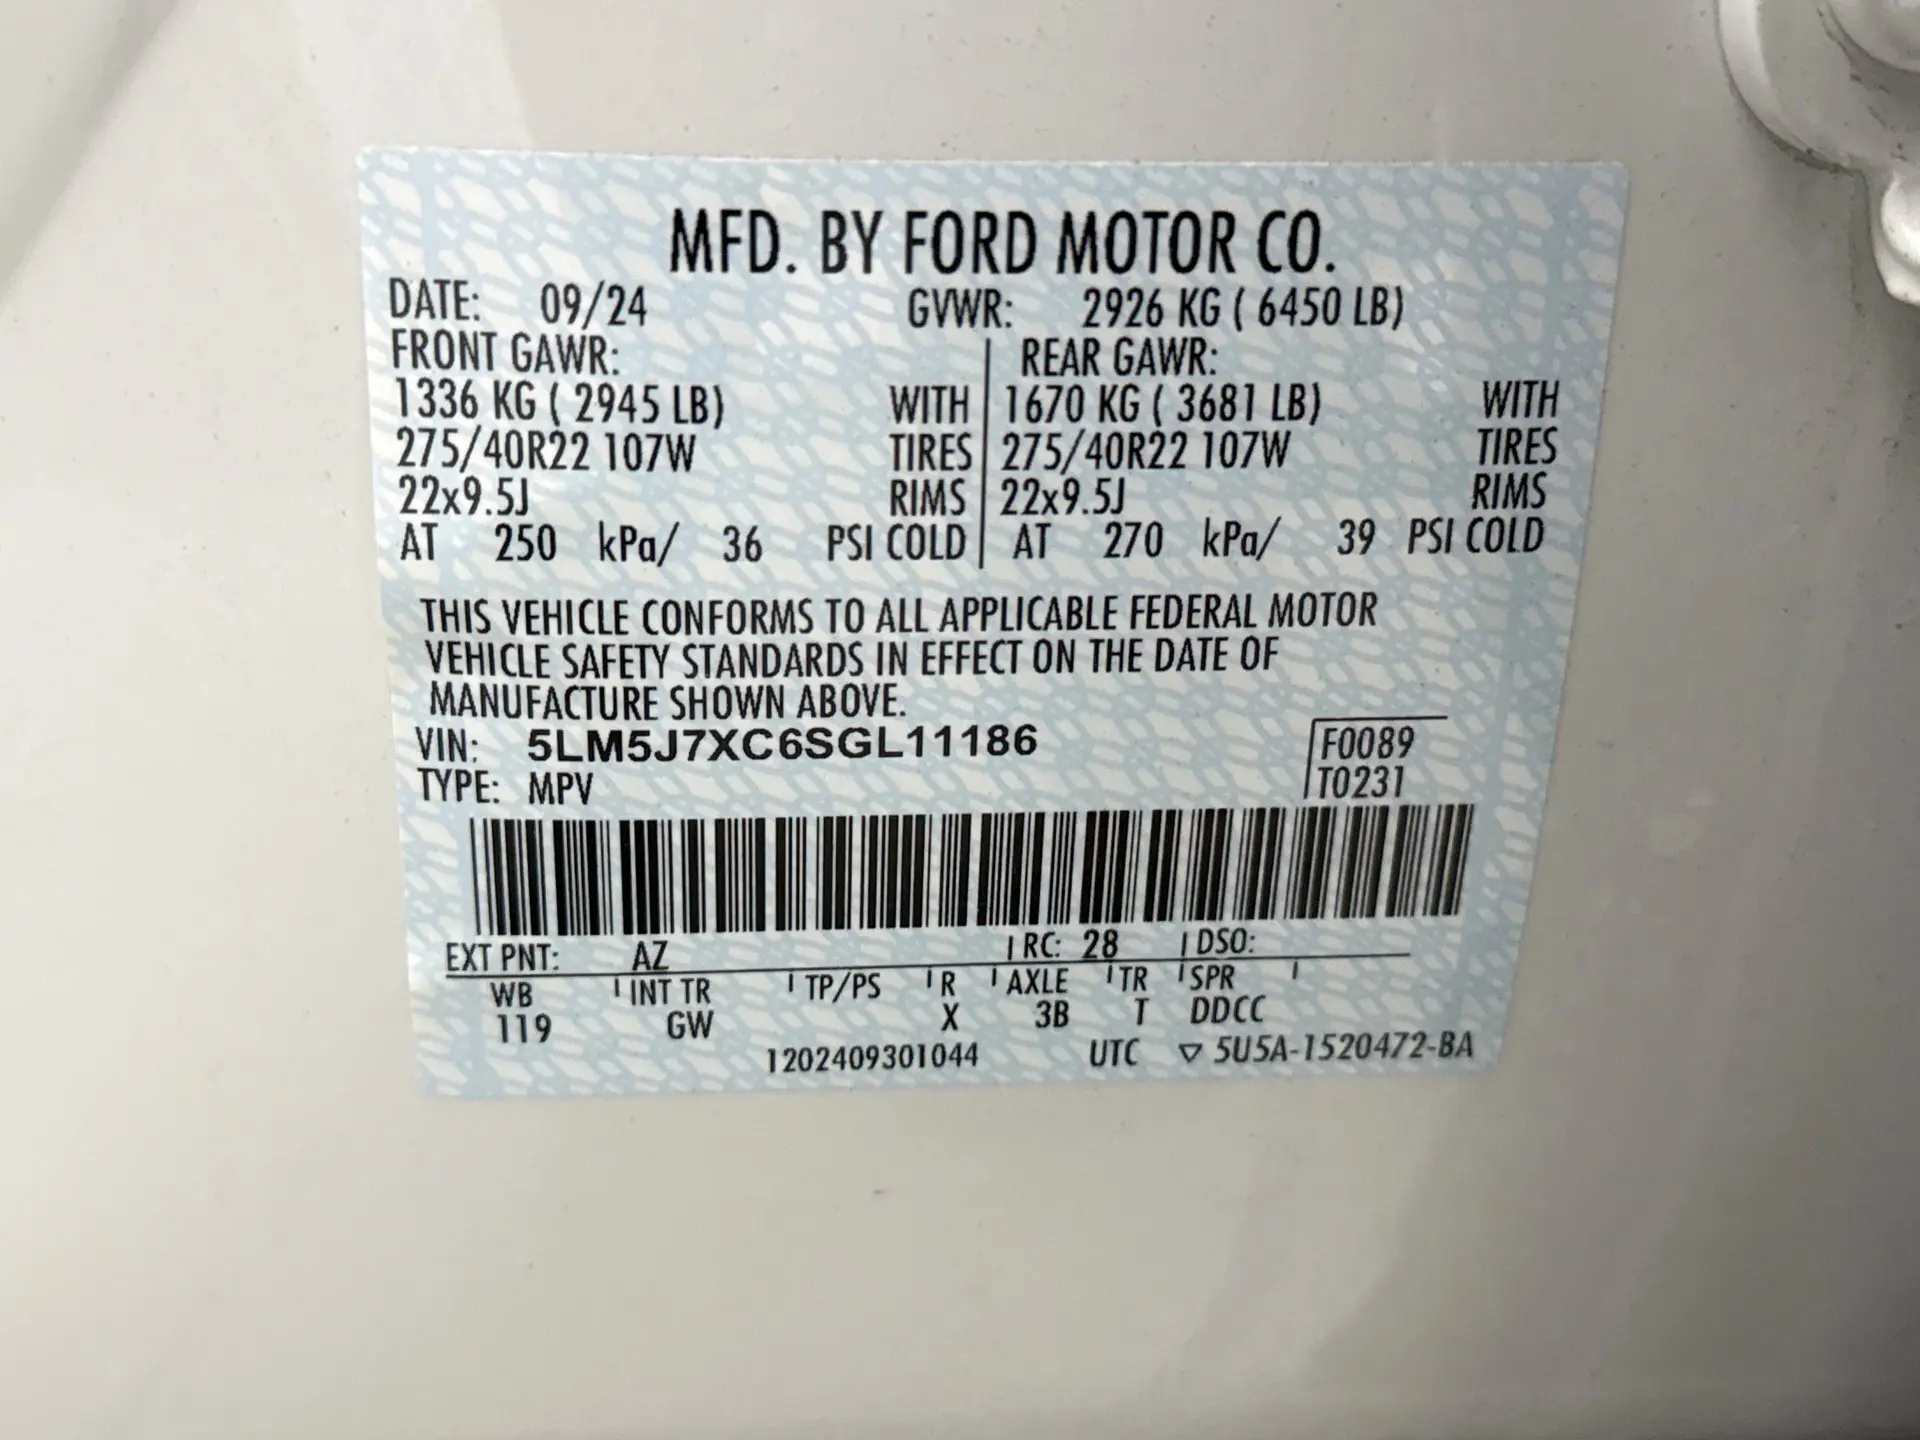 MFD. BY FORD MOTOR CO.
DATE: 09/24 GVWR: 2926 KG ( 6450 LB)
FRONT GAWR: REAR GAWR:
1336 KG ( 2945 LB) WITH 1670 KG ( 3681 LB) WITH
275/40R22 107W TIRES 275/40R22 107W TIRES
22x9.5J RIMS 22x9.5J RIMS
AT 250 kPa/ 36 PSI COLD AT 270 kPa/ 39 PSI COLD
THIS VEHICLE CONFORMS TO ALL APPLICABLE FEDERAL MOTOR
VEHICLE SAFETY STANDARDS IN EFFECT ON THE DATE OF
MANUFACTURE SHOWN ABOVE.
VIN: 5LM5J7XC6SGL11186 F0089
TYPE: MPV T0231
EXT PNT: AZ RC: 28 DSO:
WB INT TR TP/PS R AXLE TR SPR
119 GW X 3B T DDCC
1202409301044 UTC ▽ 5U5A-1520472-BA